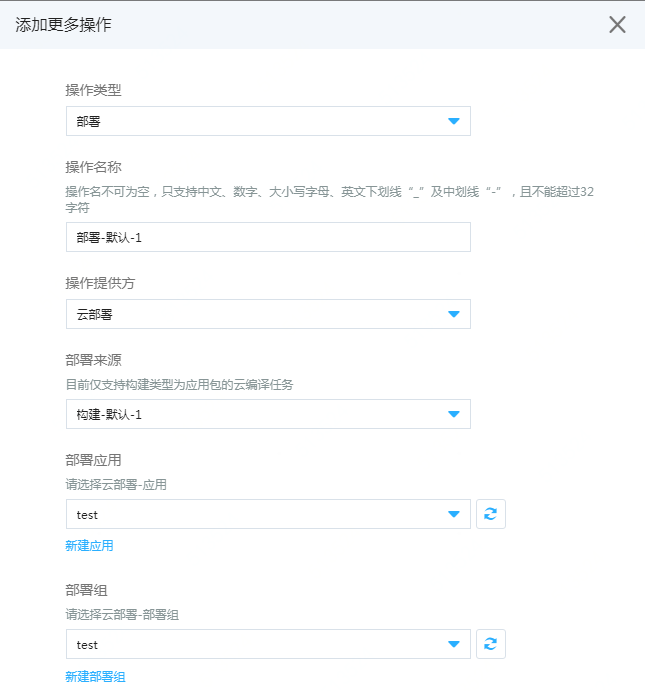 添加更多操作
操作类型
部署
操作名称
操作名不可为空，只支持中文、数字、大小写字母、英文下划线“_”及中划线“-”，且不能超过32
字符
部署-默认-1
操作提供方
云部署
部署来源
目前仅支持构建类型为应用包的云编译任务
构建-默认-1
部署应用
请选择云部署-应用
test
新建应用
部署组
请选择云部署-部署组
test
新建部署组